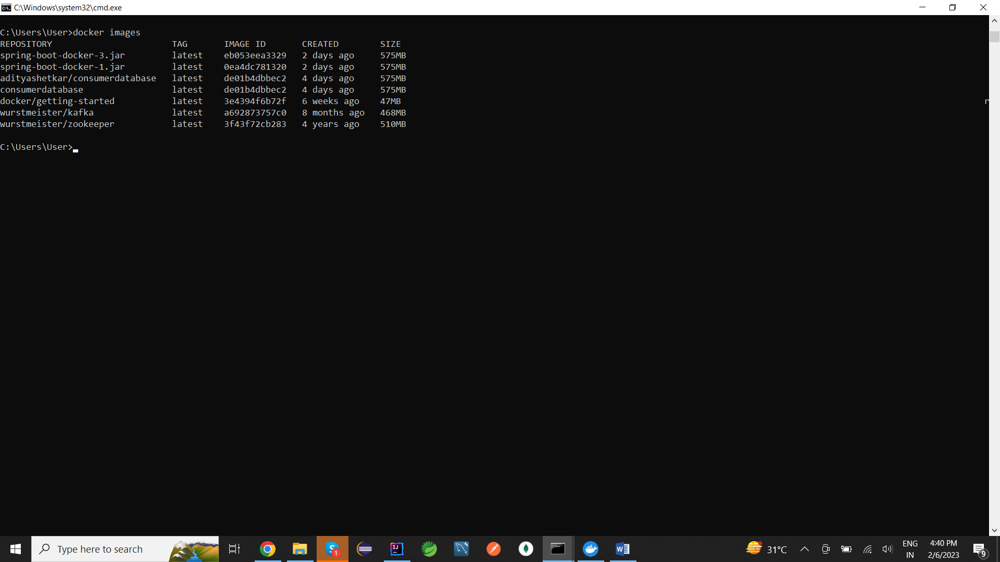 C:\Windows\system32\cmd.exe
C:\Users\User>docker images
REPOSITORY TAG IMAGE ID CREATED SIZE
spring-boot-docker-3.jar latest eb053eea3329 2 days ago 575MB
spring-boot-docker-1.jar latest 0ea4dc781320 2 days ago 575MB
adityashetkar/consumerdatabase latest de01b4dbbec2 4 days ago 575MB
consumerdatabase latest de01b4dbbec2 4 days ago 575MB
docker/getting-started latest 3e4394f6b72f 6 weeks ago 47MB r
wurstmeister/kafka latest a692873757c0 8 months ago 468MB
wurstmeister/zookeeper latest 3f43f72cb283 4 years ago 510MB
C:\Users\User>
Type here to search
1
31°C
ENG
IN
4:40 PM
2/6/2023
9